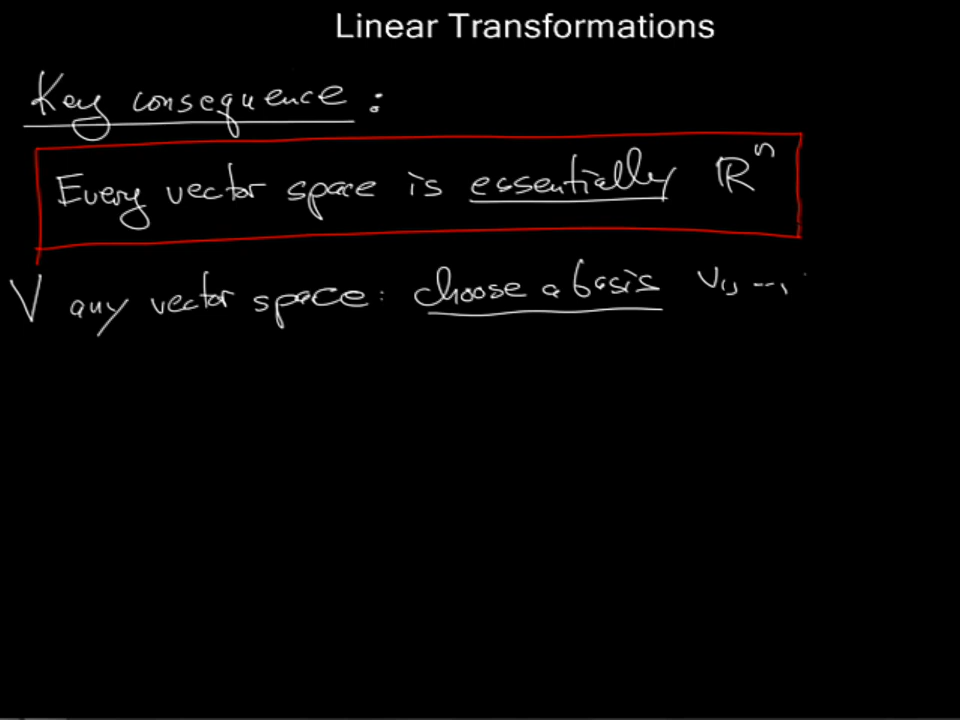 Linear Transformations
Key consequence :
Every vector space is essentially ℝⁿ
V any vector space: choose a basis v₁, ...,